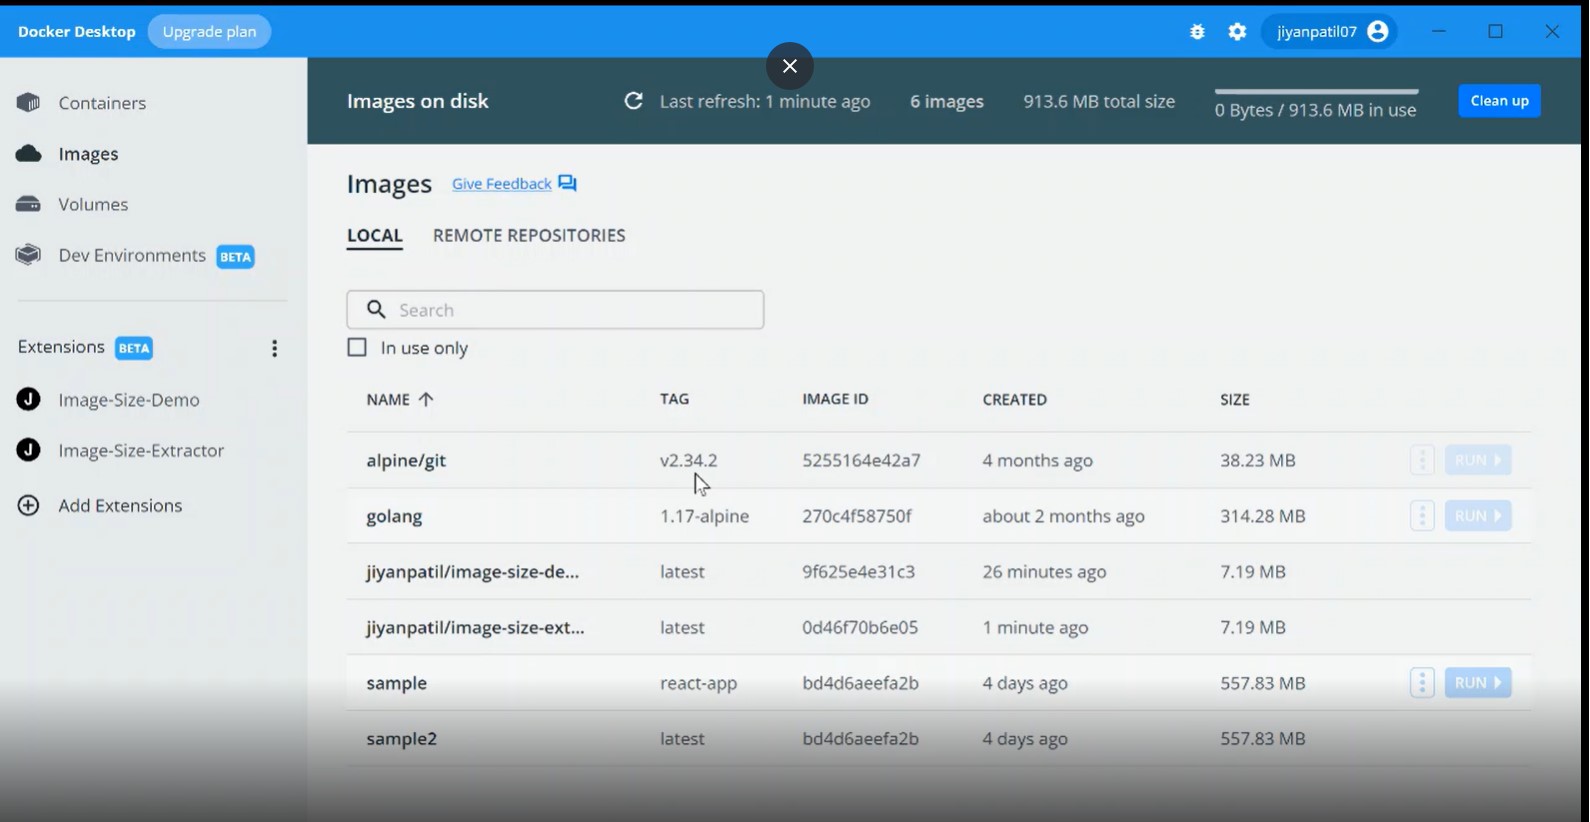 Docker Desktop Upgrade plan jiyanpatil07
Containers
Images
Volumes
Dev Environments BETA
Extensions BETA
J Image-Size-Demo
J Image-Size-Extractor
Add Extensions
Images on disk Last refresh: 1 minute ago 6 images 913.6 MB total size 0 Bytes / 913.6 MB in use Clean up
Images Give Feedback
LOCAL REMOTE REPOSITORIES
Search
In use only
NAME TAG IMAGE ID CREATED SIZE
alpine/git v2.34.2 5255164e42a7 4 months ago 38.23 MB RUN
golang 1.17-alpine 270c4f58750f about 2 months ago 314.28 MB RUN
jiyanpatil/image-size-de... latest 9f625e4e31c3 26 minutes ago 7.19 MB
jiyanpatil/image-size-ext... latest 0d46f70b6e05 1 minute ago 7.19 MB
sample react-app bd4d6aeefa2b 4 days ago 557.83 MB RUN
sample2 latest bd4d6aeefa2b 4 days ago 557.83 MB